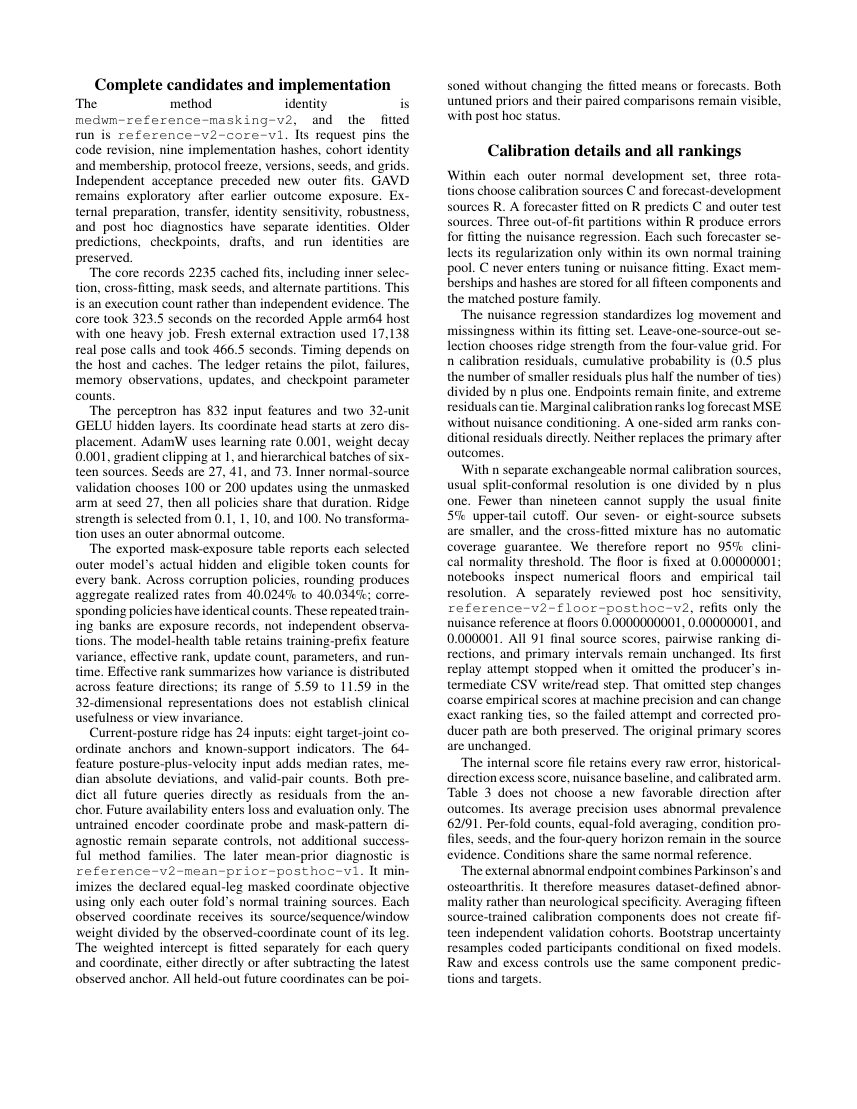 Complete candidates and implementation
The method identity is
medwm-reference-masking-v2, and the fitted
run is reference-v2-core-v1. Its request pins the
code revision, nine implementation hashes, cohort identity
and membership, protocol freeze, versions, seeds, and grids.
Independent acceptance preceded new outer fits. GAVD
remains exploratory after earlier outcome exposure. Ex-
ternal preparation, transfer, identity sensitivity, robustness,
and post hoc diagnostics have separate identities. Older
predictions, checkpoints, drafts, and run identities are
preserved.
The core records 2235 cached fits, including inner selec-
tion, cross-fitting, mask seeds, and alternate partitions. This
is an execution count rather than independent evidence. The
core took 323.5 seconds on the recorded Apple arm64 host
with one heavy job. Fresh external extraction used 17,138
real pose calls and took 466.5 seconds. Timing depends on
the host and caches. The ledger retains the pilot, failures,
memory observations, updates, and checkpoint parameter
counts.
The perceptron has 832 input features and two 32-unit
GELU hidden layers. Its coordinate head starts at zero dis-
placement. AdamW uses learning rate 0.001, weight decay
0.001, gradient clipping at 1, and hierarchical batches of six-
teen sources. Seeds are 27, 41, and 73. Inner normal-source
validation chooses 100 or 200 updates using the unmasked
arm at seed 27, then all policies share that duration. Ridge
strength is selected from 0.1, 1, 10, and 100. No transforma-
tion uses an outer abnormal outcome.
The exported mask-exposure table reports each selected
outer model's actual hidden and eligible token counts for
every bank. Across corruption policies, rounding produces
aggregate realized rates from 40.024% to 40.034%; corre-
sponding policies have identical counts. These repeated train-
ing banks are exposure records, not independent observa-
tions. The model-health table retains training-prefix feature
variance, effective rank, update count, parameters, and run-
time. Effective rank summarizes how variance is distributed
across feature directions; its range of 5.59 to 11.59 in the
32-dimensional representations does not establish clinical
usefulness or view invariance.
Current-posture ridge has 24 inputs: eight target-joint co-
ordinate anchors and known-support indicators. The 64-
feature posture-plus-velocity input adds median rates, me-
dian absolute deviations, and valid-pair counts. Both pre-
dict all future queries directly as residuals from the an-
chor. Future availability enters loss and evaluation only. The
untrained encoder coordinate probe and mask-pattern di-
agnostic remain separate controls, not additional success-
ful method families. The later mean-prior diagnostic is
reference-v2-mean-prior-posthoc-v1. It min-
imizes the declared equal-leg masked coordinate objective
using only each outer fold's normal training sources. Each
observed coordinate receives its source/sequence/window
weight divided by the observed-coordinate count of its leg.
The weighted intercept is fitted separately for each query
and coordinate, either directly or after subtracting the latest
observed anchor. All held-out future coordinates can be poi-
soned without changing the fitted means or forecasts. Both
untuned priors and their paired comparisons remain visible,
with post hoc status.
Calibration details and all rankings
Within each outer normal development set, three rota-
tions choose calibration sources C and forecast-development
sources R. A forecaster fitted on R predicts C and outer test
sources. Three out-of-fit partitions within R produce errors
for fitting the nuisance regression. Each such forecaster se-
lects its regularization only within its own normal training
pool. C never enters tuning or nuisance fitting. Exact mem-
berships and hashes are stored for all fifteen components and
the matched posture family.
The nuisance regression standardizes log movement and
missingness within its fitting set. Leave-one-source-out se-
lection chooses ridge strength from the four-value grid. For
n calibration residuals, cumulative probability is (0.5 plus
the number of smaller residuals plus half the number of ties)
divided by n plus one. Endpoints remain finite, and extreme
residuals can tie. Marginal calibration ranks log forecast MSE
without nuisance conditioning. A one-sided arm ranks con-
ditional residuals directly. Neither replaces the primary after
outcomes.
With n separate exchangeable normal calibration sources,
usual split-conformal resolution is one divided by n plus
one. Fewer than nineteen cannot supply the usual finite
5% upper-tail cutoff. Our seven- or eight-source subsets
are smaller, and the cross-fitted mixture has no automatic
coverage guarantee. We therefore report no 95% clini-
cal normality threshold. The floor is fixed at 0.00000001;
notebooks inspect numerical floors and empirical tail
resolution. A separately reviewed post hoc sensitivity,
reference-v2-floor-posthoc-v2, refits only the
nuisance reference at floors 0.0000000001, 0.00000001, and
0.000001. All 91 final source scores, pairwise ranking di-
rections, and primary intervals remain unchanged. Its first
replay attempt stopped when it omitted the producer's in-
termediate CSV write/read step. That omitted step changes
coarse empirical scores at machine precision and can change
exact ranking ties, so the failed attempt and corrected pro-
ducer path are both preserved. The original primary scores
are unchanged.
The internal score file retains every raw error, historical-
direction excess score, nuisance baseline, and calibrated arm.
Table 3 does not choose a new favorable direction after
outcomes. Its average precision uses abnormal prevalence
62/91. Per-fold counts, equal-fold averaging, condition pro-
files, seeds, and the four-query horizon remain in the source
evidence. Conditions share the same normal reference.
The external abnormal endpoint combines Parkinson's and
osteoarthritis. It therefore measures dataset-defined abnor-
mality rather than neurological specificity. Averaging fifteen
source-trained calibration components does not create fif-
teen independent validation cohorts. Bootstrap uncertainty
resamples coded participants conditional on fixed models.
Raw and excess controls use the same component predic-
tions and targets.